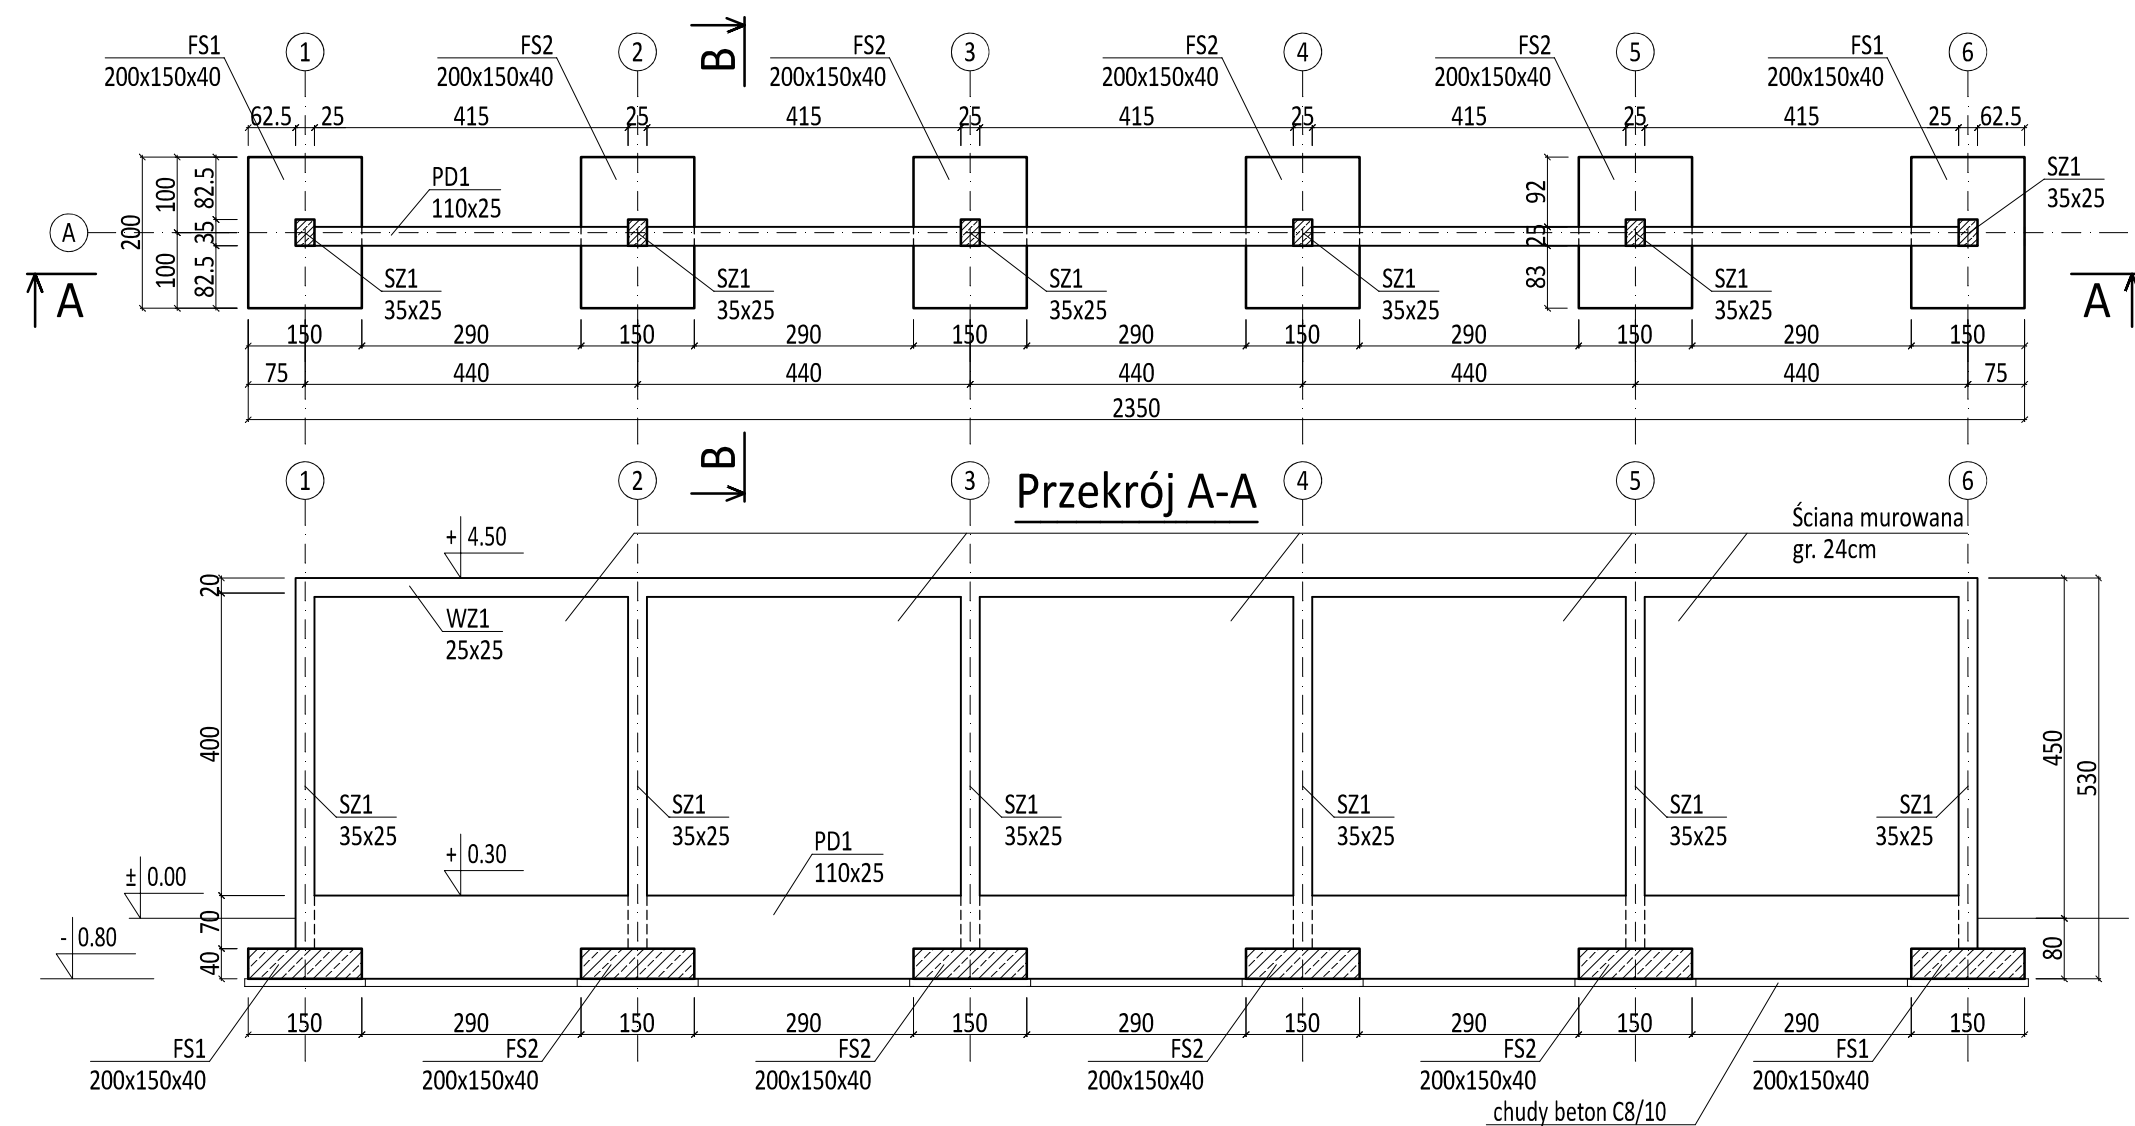 FS1 1 FS2 2 B FS2 3 FS2 4 FS2 5 FS1 6
200x150x40 200x150x40 200x150x40 200x150x40 200x150x40 200x150x40
62.5 25 415 25 415 25 415 25 415 25 415 25 62.5
PD1
110x25
SZ1
35x25
200 100 100 82.5 35 82.5
92 25 83
A
A A
SZ1 SZ1 SZ1 SZ1 SZ1
35x25 35x25 35x25 35x25 35x25
150 290 150 290 150 290 150 290 150 290 150
75 440 440 440 440 440 75
2350
B
1 2 3 Przekrój A-A 4 5 6
Ściana murowana
gr. 24cm
+ 4.50
WZ1
25x25
20 400 70 40
450 80 530
SZ1 SZ1 SZ1 SZ1 SZ1 SZ1
35x25 35x25 35x25 35x25 35x25 35x25
+ 0.30
PD1
110x25
± 0.00
- 0.80
150 290 150 290 150 290 150 290 150 290 150
FS1 FS2 FS2 FS2 FS2 FS1
200x150x40 200x150x40 200x150x40 200x150x40 200x150x40 200x150x40
chudy beton C8/10